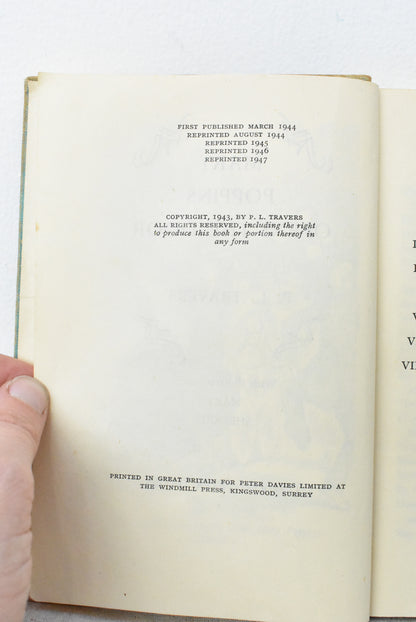 FIRST PUBLISHED MARCH 1944
REPRINTED AUGUST 1944
REPRINTED 1945
REPRINTED 1946
REPRINTED 1947
COPYRIGHT, 1943, BY P. L. TRAVERS
ALL RIGHTS RESERVED, including the right
to produce this book or portion thereof in
any form
PRINTED IN GREAT BRITAIN FOR PETER DAVIES LIMITED AT
THE WINDMILL PRESS, KINGSWOOD, SURREY